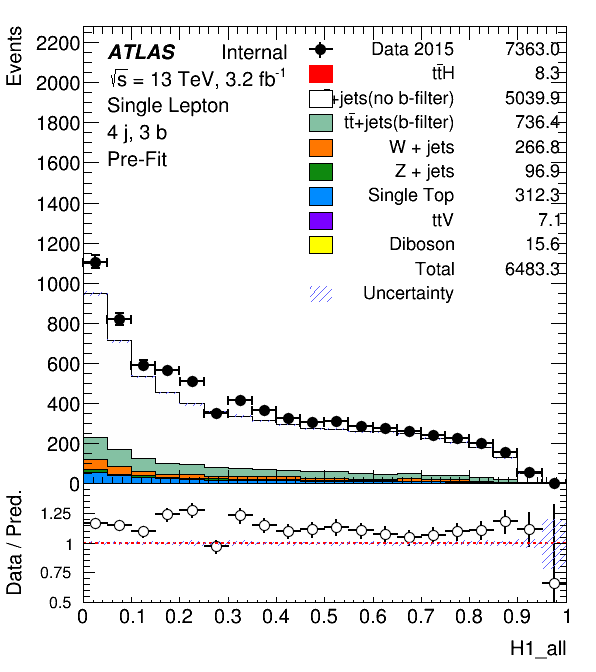 Events
2200
2000
1800
1600
1400
1200
1000
800
600
400
200
0
ATLAS Internal
√s = 13 TeV, 3.2 fb⁻¹
Single Lepton
4 j, 3 b
Pre-Fit
Data 2015 7363.0
tt̄H 8.3
+jets(no b-filter) 5039.9
tt̄+jets(b-filter) 736.4
W + jets 266.8
Z + jets 96.9
Single Top 312.3
ttV 7.1
Diboson 15.6
Total 6483.3
Uncertainty
Data / Pred.
1.25
1
0.75
0.5
0 0.1 0.2 0.3 0.4 0.5 0.6 0.7 0.8 0.9 1
H1_all